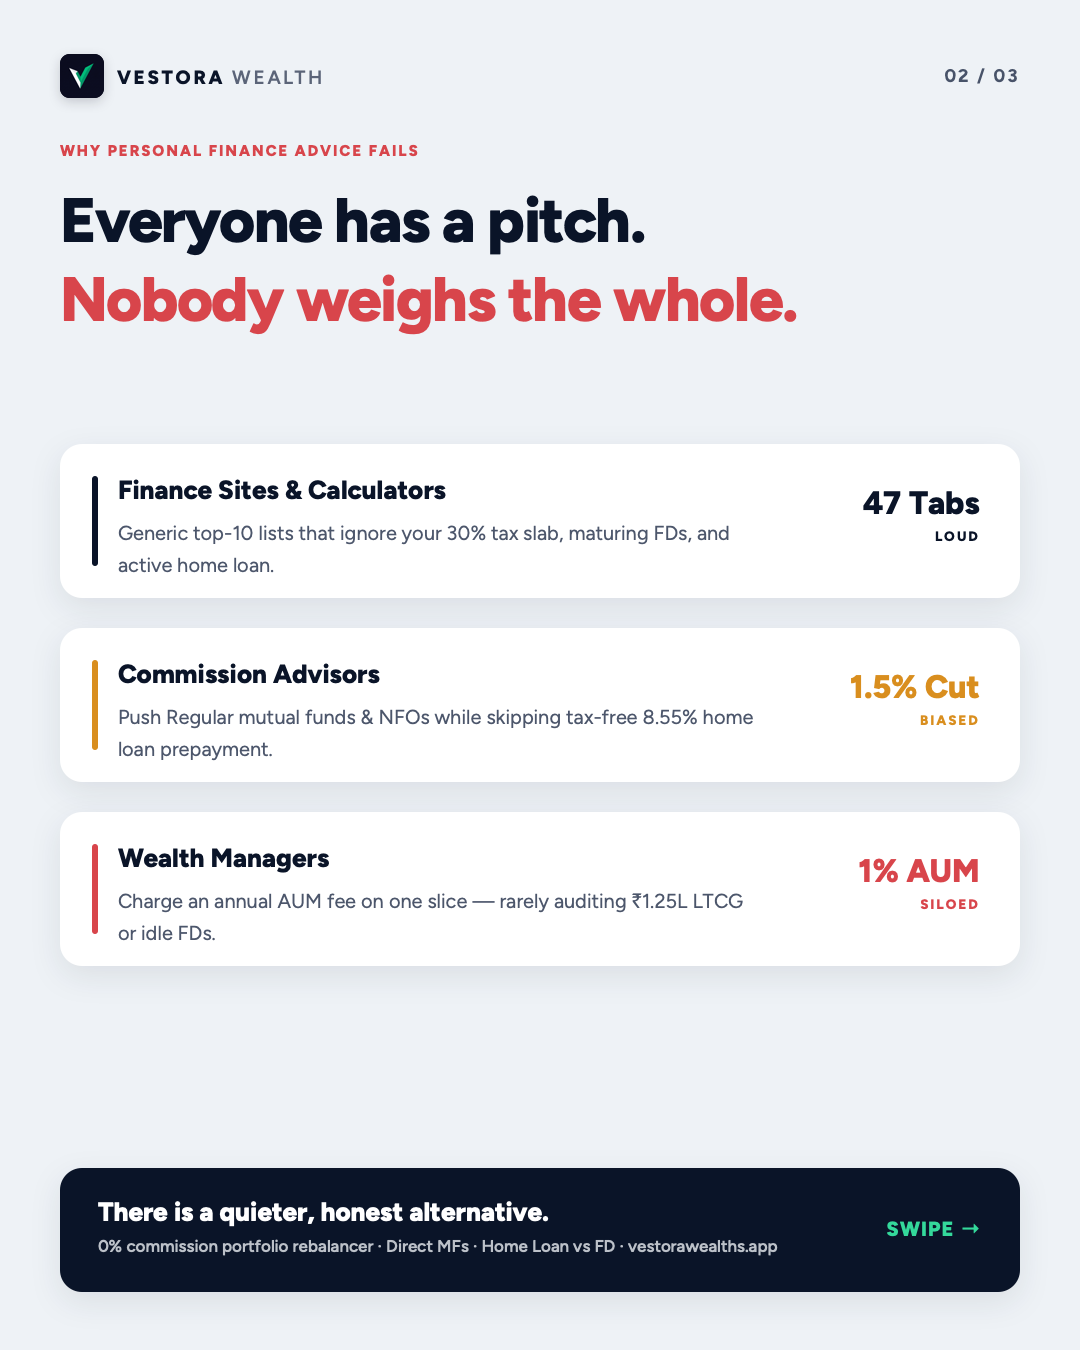 VESTORA WEALTH
02 / 03
WHY PERSONAL FINANCE ADVICE FAILS
Everyone has a pitch.
Nobody weighs the whole.
Finance Sites & Calculators
Generic top-10 lists that ignore your 30% tax slab, maturing FDs, and
active home loan.
47 Tabs
LOUD
Commission Advisors
Push Regular mutual funds & NFOs while skipping tax-free 8.55% home
loan prepayment.
1.5% Cut
BIASED
Wealth Managers
Charge an annual AUM fee on one slice — rarely auditing ₹1.25L LTCG
or idle FDs.
1% AUM
SILOED
There is a quieter, honest alternative.
0% commission portfolio rebalancer · Direct MFs · Home Loan vs FD · vestorawealths.app
SWIPE →